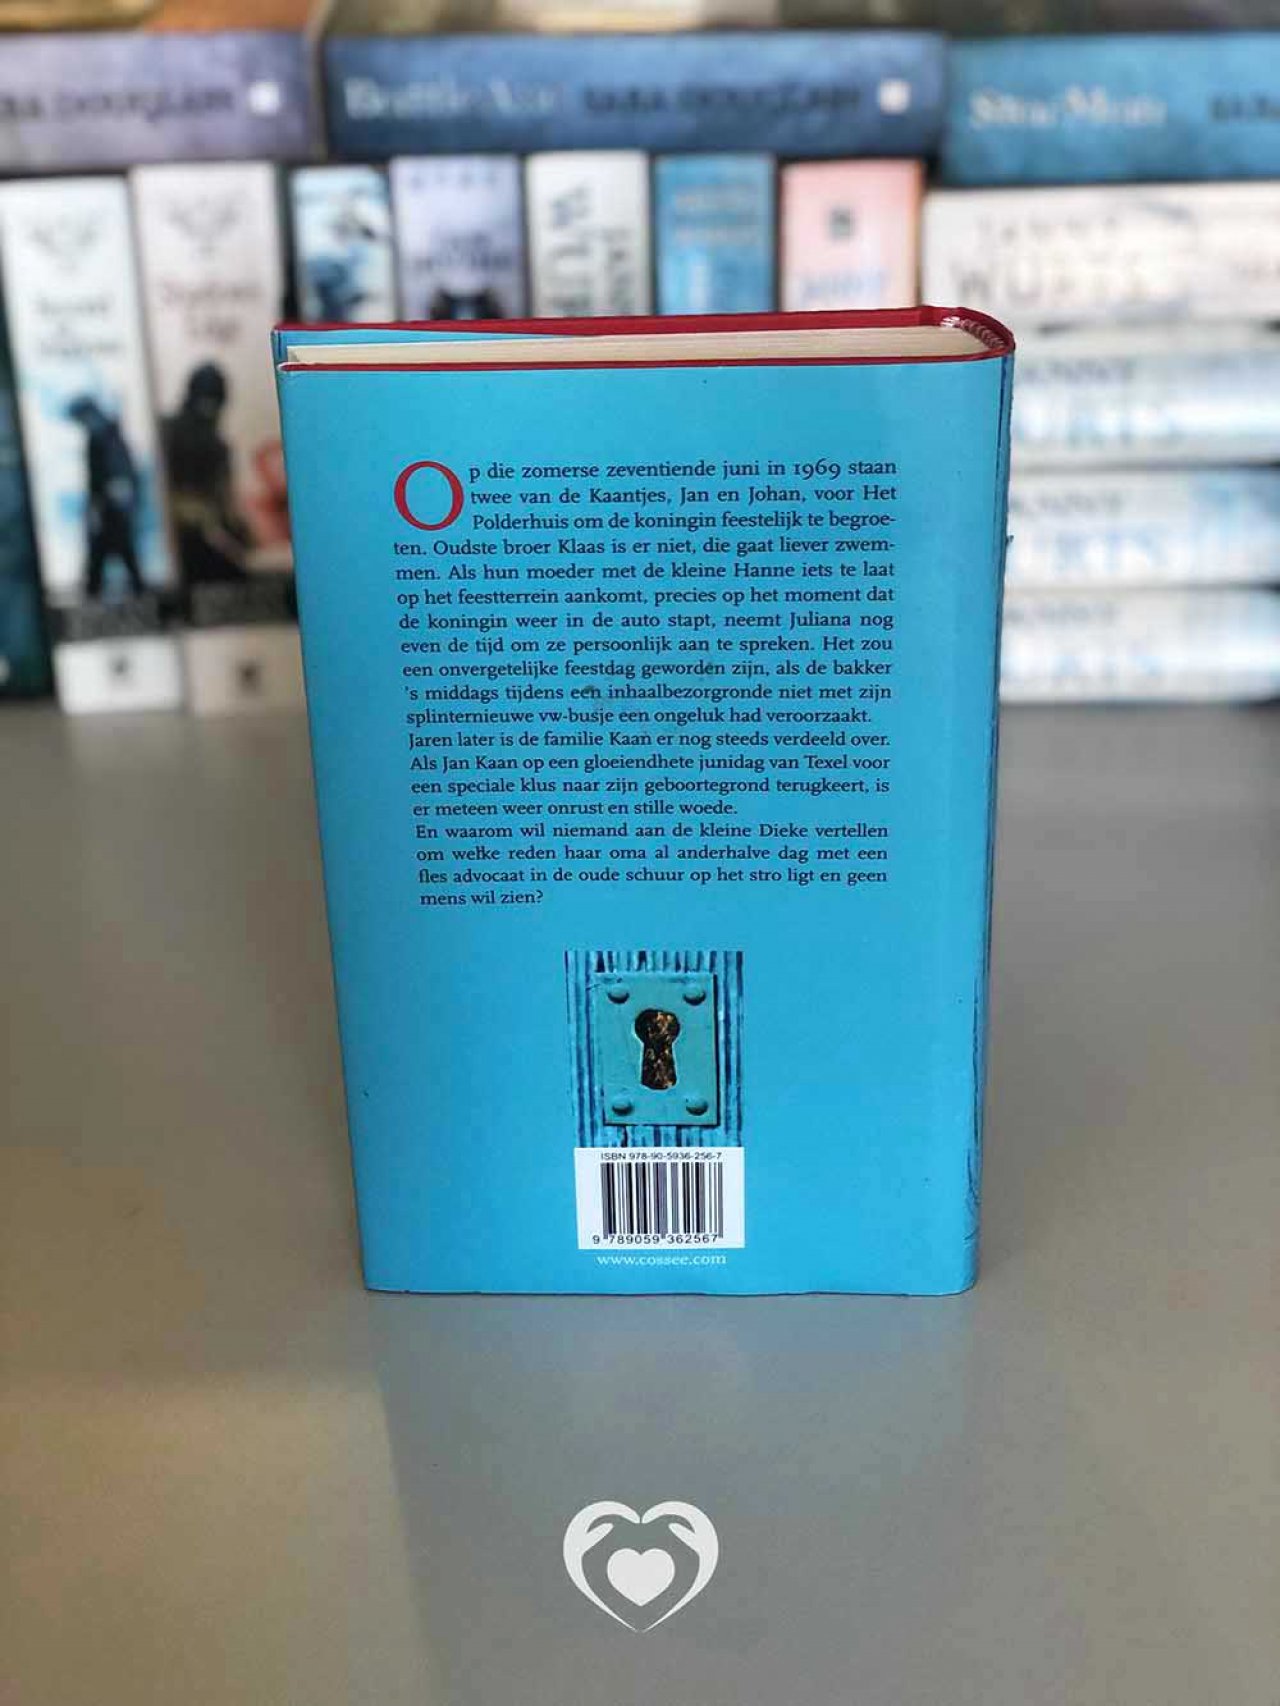 SARA DOUGLASS
Battle Axe SARA DOUGLASS
StarMan
JANNY
WURTS
Op die zomerse zeventiende juni in 1969 staan
twee van de Kaantjes, Jan en Johan, voor Het
Polderhuis om de koningin feestelijk te begroe-
ten. Oudste broer Klaas is er niet, die gaat liever zwem-
men. Als hun moeder met de kleine Hanne iets te laat
op het feestterrein aankomt, precies op het moment dat
de koningin weer in de auto stapt, neemt Juliana nog
even de tijd om ze persoonlijk aan te spreken. Het zou
een onvergetelijke feestdag geworden zijn, als de bakker
's middags tijdens een inhaalbezorgronde niet met zijn
splinternieuwe vw-busje een ongeluk had veroorzaakt.
Jaren later is de familie Kaan er nog steeds verdeeld over.
Als Jan Kaan op een gloeiendhete junidag van Texel voor
een speciale klus naar zijn geboortegrond terugkeert, is
er meteen weer onrust en stille woede.
En waarom wil niemand aan de kleine Dieke vertellen
om welke reden haar oma al anderhalve dag met een
fles advocaat in de oude schuur op het stro ligt en geen
mens wil zien?
ISBN 978-90-5936-256-7
9 789059 362567
www.cossee.com